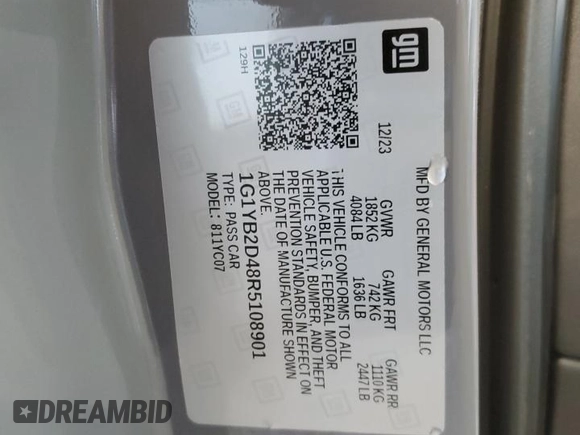 gm
MFD BY GENERAL MOTORS LLC
12/23
GVWR
1852 KG
4084 LB
GAWR FRT
742 KG
1636 LB
GAWR RR
1110 KG
2447 LB
THIS VEHICLE CONFORMS TO ALL
APPLICABLE U.S. FEDERAL MOTOR
VEHICLE SAFETY, BUMPER, AND THEFT
PREVENTION STANDARDS IN EFFECT ON
THE DATE OF MANUFACTURE SHOWN
ABOVE.
1G1YB2D48R5108901
TYPE: PASS CAR
MODEL: 811YC07
129H
DREAMBID